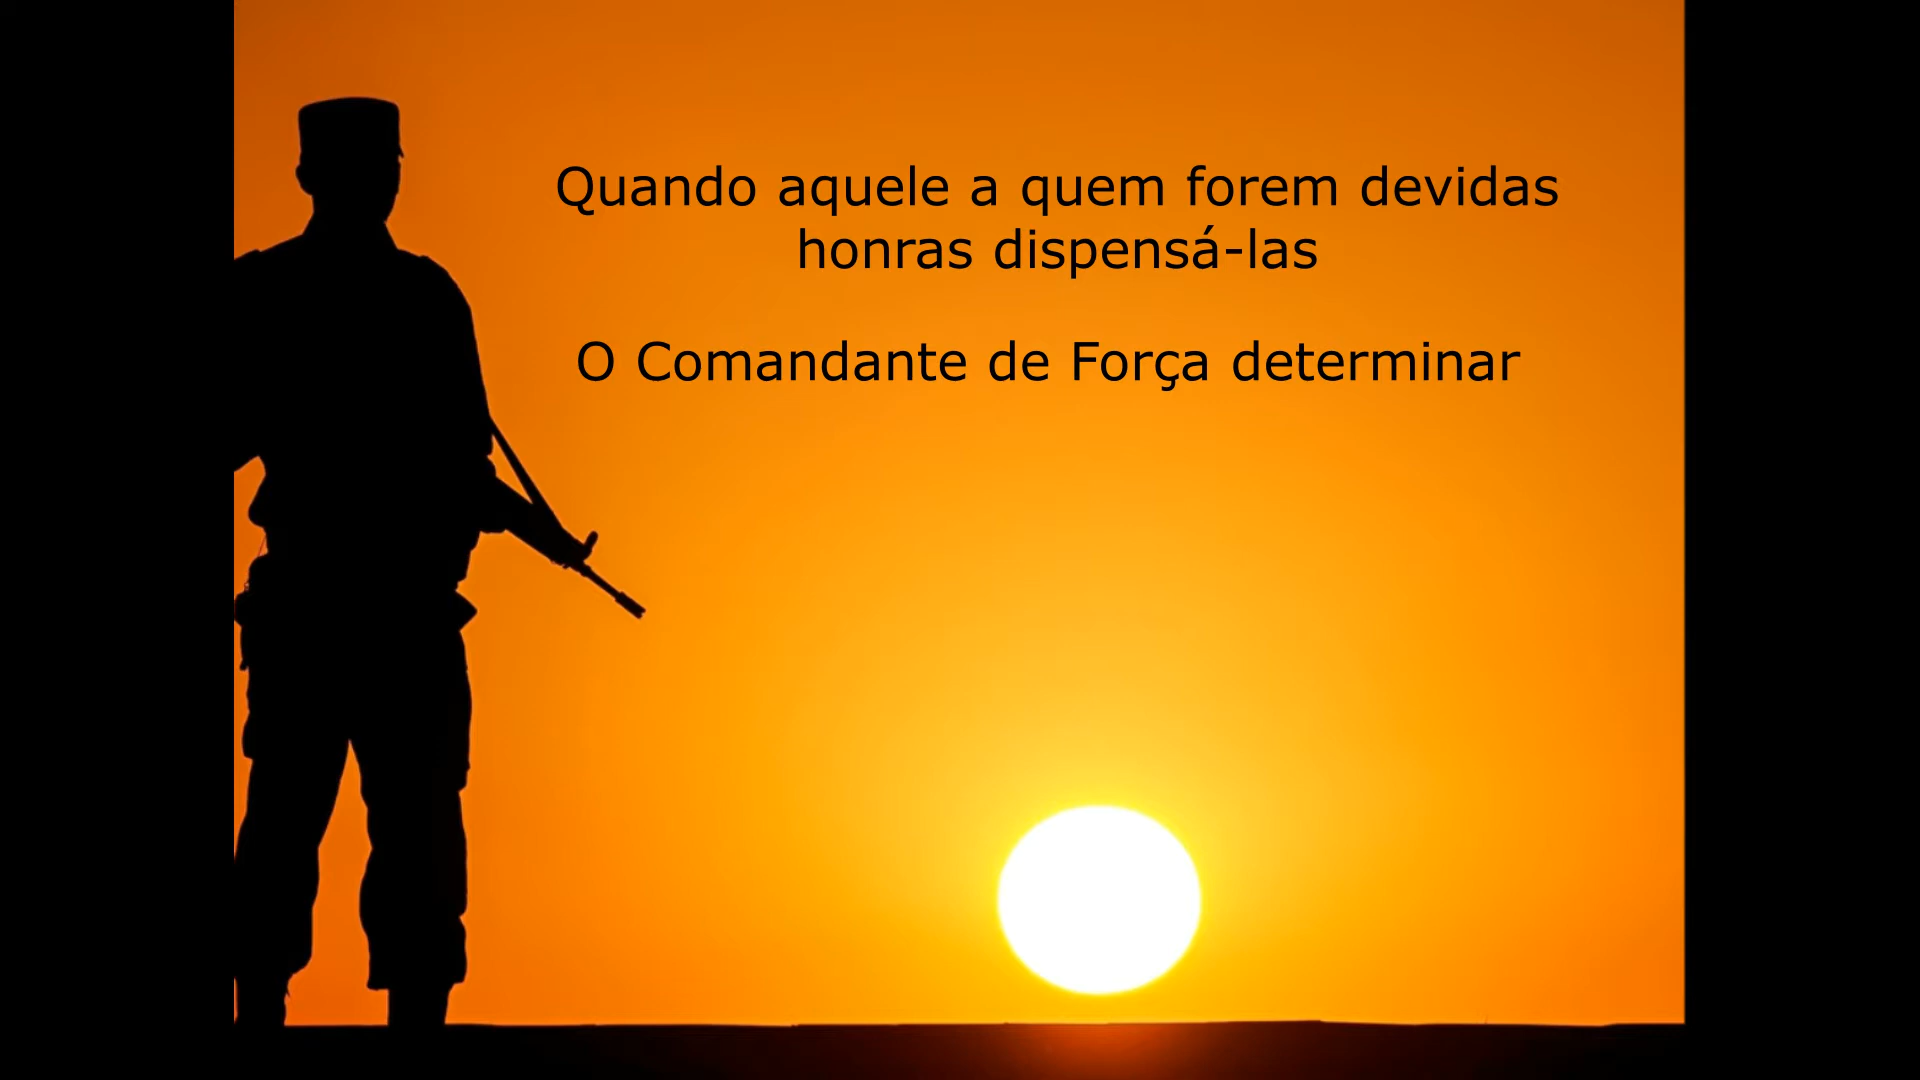 Quando aquele a quem forem devidas
honras dispensá-las
O Comandante de Força determinar